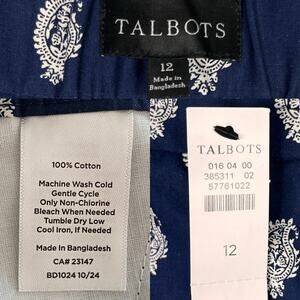 TALBOTS
12
Made in
Bangladesh
100% Cotton
Machine Wash Cold
Gentle Cycle
Only Non-Chlorine
Bleach When Needed
Tumble Dry Low
Cool Iron, If Needed
Made In Bangladesh
CA# 23147
BD1024 10/24
TALBOTS
016 04 00
385311 02
57761022
12